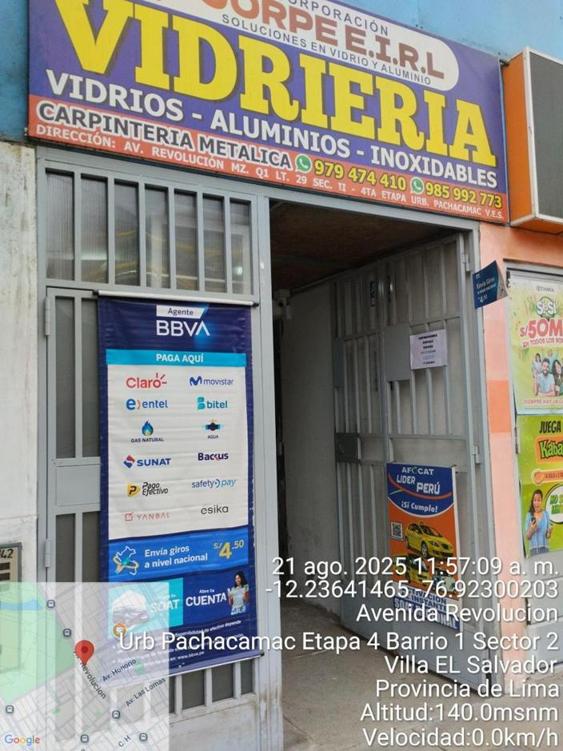 CORPORACIÓN
CORPE E.I.R.L
SOLUCIONES EN VIDRIO Y ALUMINIO
VIDRIERIA
VIDRIOS - ALUMINIOS - INOXIDABLES
CARPINTERIA METALICA 979 474 410 985 992 773
DIRECCIÓN: AV. REVOLUCIÓN MZ. Q1 LT. 29 SEC. II - 4TA ETAPA URB. PACHACAMAC V.E.S.
Agente
BBVA
PAGA AQUÍ
Claro movistar
entel bitel
GAS NATURAL AGUA
SUNAT Backus
Pago Efectivo safetypay
YANBAL esika
Envía giros
a nivel nacional S/ 4.50
SOAT CUENTA
AFOCAT
LIDER PERÚ
¡Sí Cumple!
S/50M
JUEGA
21 ago. 2025 11:57:09 a. m.
-12.23641465 -76.92300203
Avenida Revolucion
Urb Pachacamac Etapa 4 Barrio 1 Sector 2
Villa EL Salvador
Provincia de Lima
Altitud:140.0msnm
Velocidad:0.0km/h
Av. Revolucion
Av. Las Lomas
Google